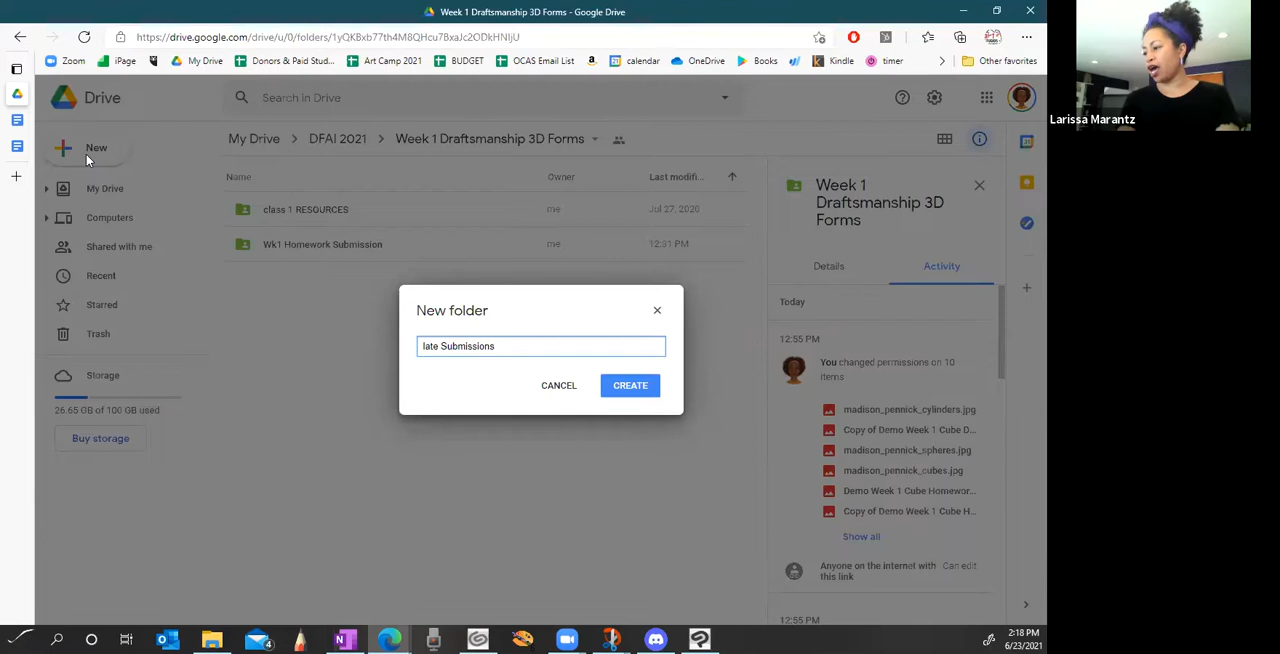 Week 1 Draftsmanship 3D Forms - Google Drive
https://drive.google.com/drive/u/0/folders/1yQKBxb77th4M8QHcu7BxaJc2ODkHNIjU
Zoom iPage My Drive Donors & Paid Stud... Art Camp 2021 BUDGET OCAS Email List calendar OneDrive Books Kindle timer Other favorites
Larissa Marantz
Drive
Search in Drive
New
My Drive
Computers
Shared with me
Recent
Starred
Trash
Storage
26.65 GB of 100 GB used
Buy storage
My Drive > DFAI 2021 > Week 1 Draftsmanship 3D Forms
Name Owner Last modifi...
class 1 RESOURCES me Jul 27, 2020
Wk1 Homework Submission me 12:31 PM
New folder
late Submissions
CANCEL CREATE
Week 1
Draftsmanship 3D
Forms
Details Activity
Today
12:55 PM
You changed permissions on 10
items
madison_pennick_cylinders.jpg
Copy of Demo Week 1 Cube D...
madison_pennick_spheres.jpg
madison_pennick_cubes.jpg
Demo Week 1 Cube Homewor...
Copy of Demo Week 1 Cube H...
Show all
Anyone on the internet with Can edit
this link
12:55 PM
4
2:18 PM
6/23/2021